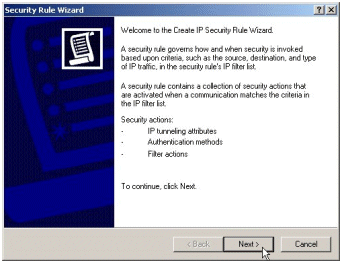 Security Rule Wizard
Welcome to the Create IP Security Rule Wizard.
A security rule governs how and when security is invoked
based upon criteria, such as the source, destination, and type
of IP traffic, in the security rule's IP filter list.
A security rule contains a collection of security actions that
are activated when a communication matches the criteria in
the IP filter list.
Security actions:
- IP tunneling attributes
- Authentication methods
- Filter actions
To continue, click Next.
< Back Next > Cancel